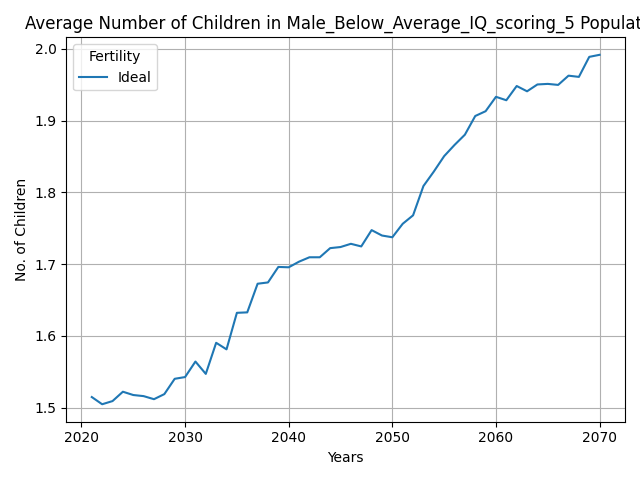 Average Number of Children in Male_Below_Average_IQ_scoring_5 Populat
Fertility
Ideal
2.0
1.9
1.8
1.7
1.6
1.5
No. of Children
2020 2030 2040 2050 2060 2070
Years